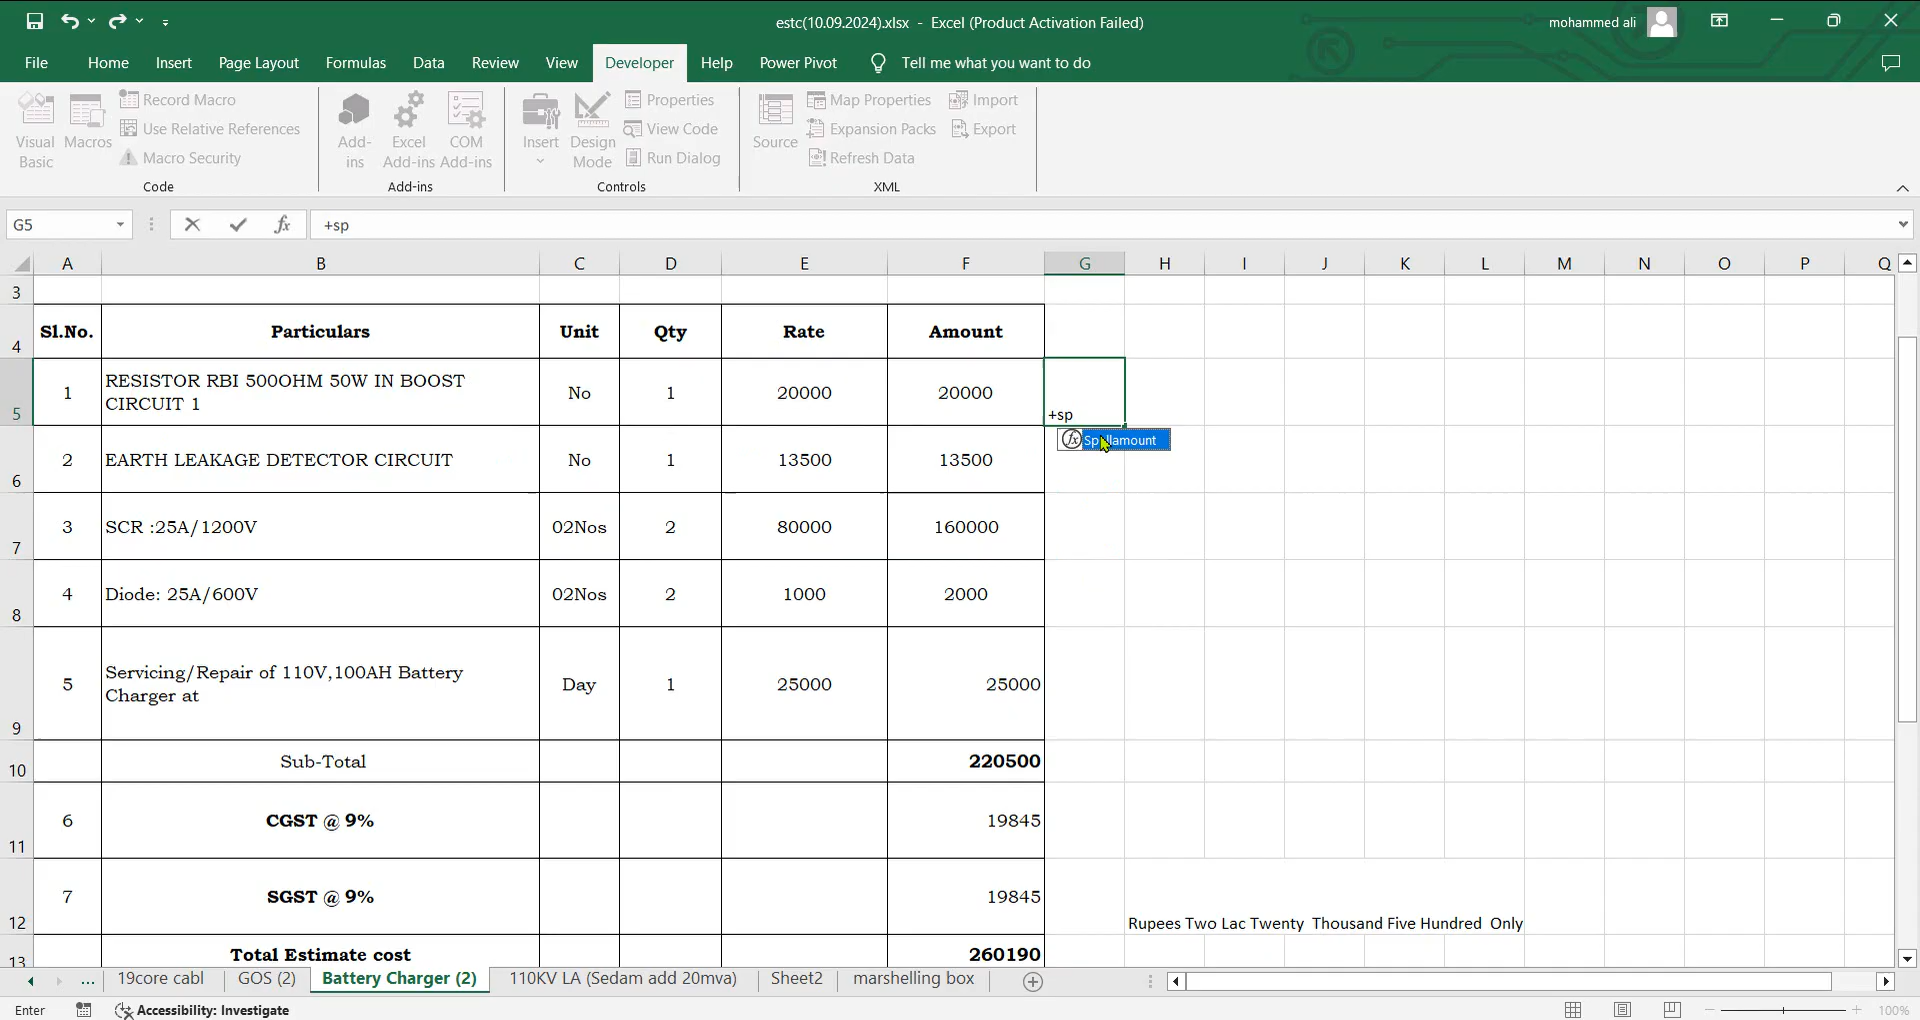 estc(10.09.2024).xlsx - Excel (Product Activation Failed)
mohammed ali
File Home Insert Page Layout Formulas Data Review View Developer Help Power Pivot Tell me what you want to do
Visual Basic
Macros
Record Macro
Use Relative References
Macro Security
Code
Add-ins
Excel Add-ins
COM Add-ins
Add-ins
Insert
Design Mode
Properties
View Code
Run Dialog
Controls
Source
Map Properties
Expansion Packs
Refresh Data
Import
Export
XML
G5 fx +sp
A B C D E F G H I J K L M N O P Q
3
4 Sl.No. Particulars Unit Qty Rate Amount
5 1 RESISTOR RBI 500OHM 50W IN BOOST CIRCUIT 1 No 1 20000 20000 +sp
fx Spellamount
6 2 EARTH LEAKAGE DETECTOR CIRCUIT No 1 13500 13500
7 3 SCR :25A/1200V 02Nos 2 80000 160000
8 4 Diode: 25A/600V 02Nos 2 1000 2000
9 5 Servicing/Repair of 110V,100AH Battery Charger at Day 1 25000 25000
10 Sub-Total 220500
11 6 CGST @ 9% 19845
12 7 SGST @ 9% 19845 Rupees Two Lac Twenty Thousand Five Hundred Only
13 Total Estimate cost 260190
... 19core cabl GOS (2) Battery Charger (2) 110KV LA (Sedam add 20mva) Sheet2 marshelling box
Enter Accessibility: Investigate 100%